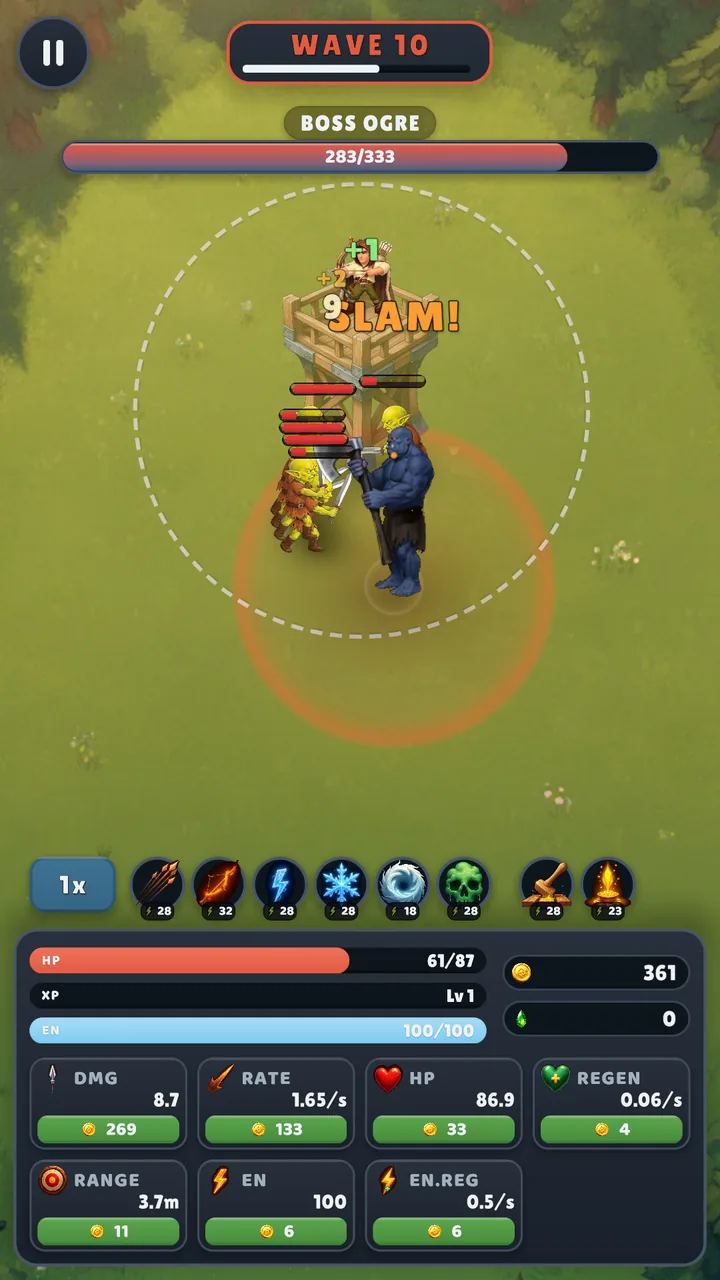 WAVE 10
BOSS OGRE
283/333
+1
+2
9
SLAM!
1x
28
32
28
28
18
28
28
23
HP 61/87
361
XP Lv 1
EN 100/100
0
DMG
8.7
269
RATE
1.65/s
133
HP
86.9
33
REGEN
0.06/s
4
RANGE
3.7m
11
EN
100
6
EN.REG
0.5/s
6